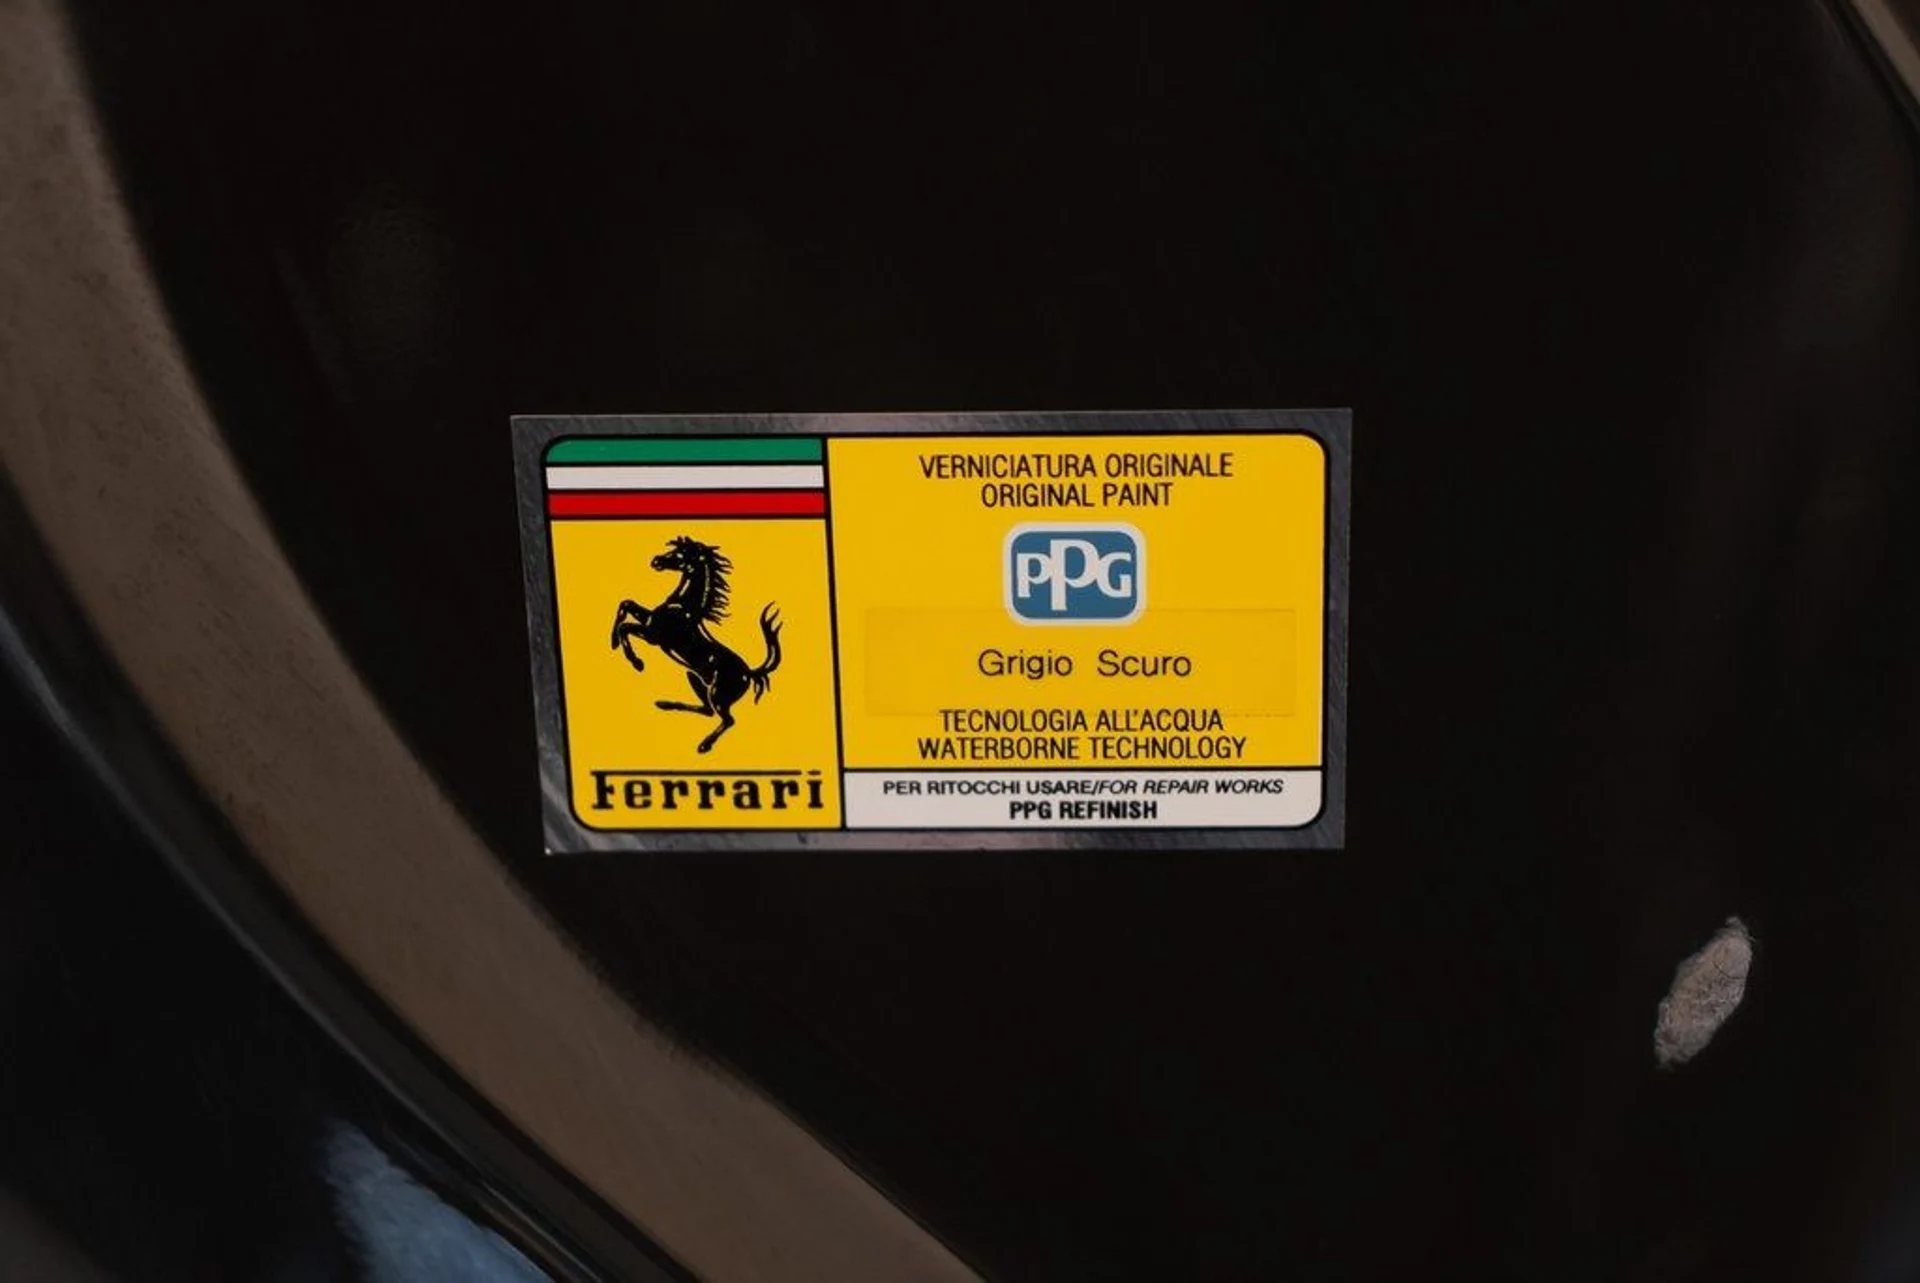 Ferrari
VERNICIATURA ORIGINALE
ORIGINAL PAINT
PPG
Grigio Scuro
TECNOLOGIA ALL'ACQUA
WATERBORNE TECHNOLOGY
PER RITOCCHI USARE/FOR REPAIR WORKS
PPG REFINISH